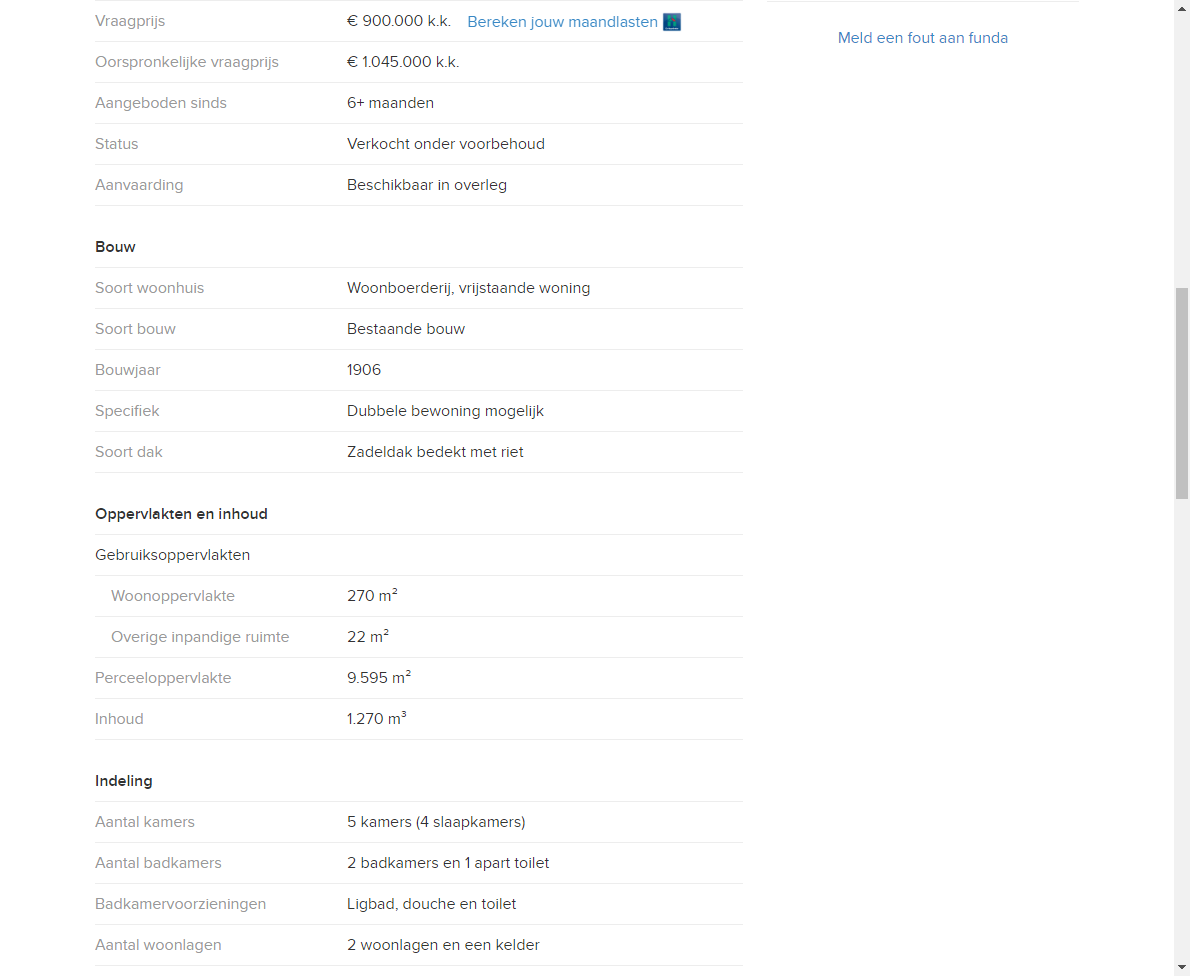 Vraagprijs € 900.000 k.k. Bereken jouw maandlasten
Meld een fout aan funda
Oorspronkelijke vraagprijs € 1.045.000 k.k.
Aangeboden sinds 6+ maanden
Status Verkocht onder voorbehoud
Aanvaarding Beschikbaar in overleg
Bouw
Soort woonhuis Woonboerderij, vrijstaande woning
Soort bouw Bestaande bouw
Bouwjaar 1906
Specifiek Dubbele bewoning mogelijk
Soort dak Zadeldak bedekt met riet
Oppervlakten en inhoud
Gebruiksoppervlakten
Woonoppervlakte 270 m²
Overige inpandige ruimte 22 m²
Perceeloppervlakte 9.595 m²
Inhoud 1.270 m³
Indeling
Aantal kamers 5 kamers (4 slaapkamers)
Aantal badkamers 2 badkamers en 1 apart toilet
Badkamervoorzieningen Ligbad, douche en toilet
Aantal woonlagen 2 woonlagen en een kelder